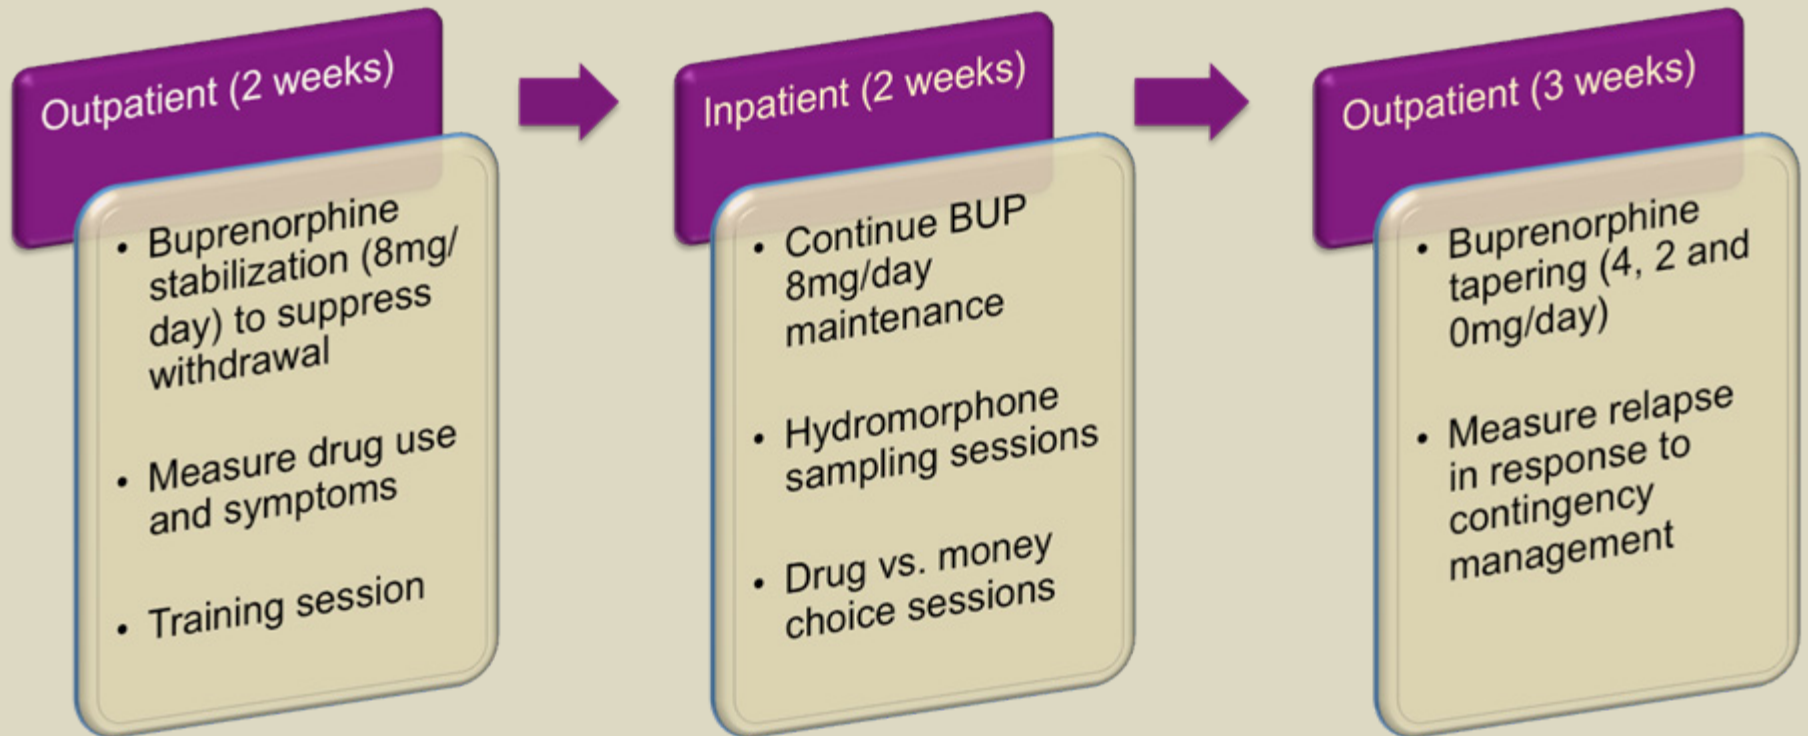 Outpatient (2 weeks)
• Buprenorphine
stabilization (8mg/
day) to suppress
withdrawal
• Measure drug use
and symptoms
• Training session
Inpatient (2 weeks)
• Continue BUP
8mg/day
maintenance
• Hydromorphone
sampling sessions
• Drug vs. money
choice sessions
Outpatient (3 weeks)
• Buprenorphine
tapering (4, 2 and
0mg/day)
• Measure relapse
in response to
contingency
management